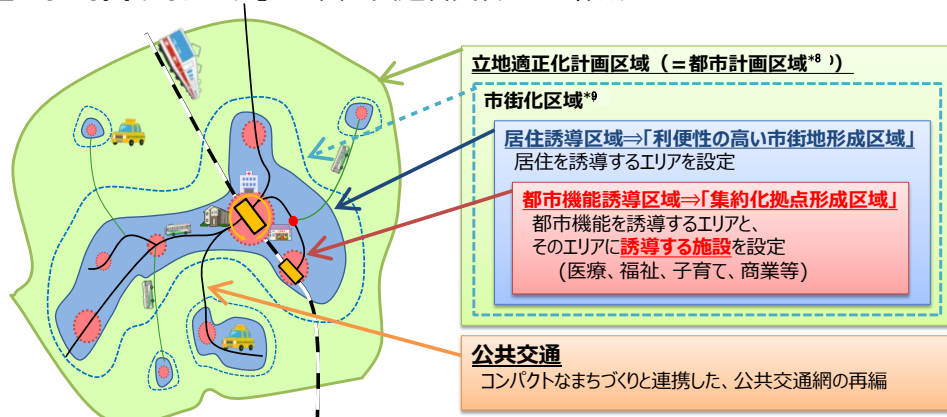 立地適正化計画区域（＝都市計画区域*8 ））
市街化区域*9
居住誘導区域⇒「利便性の高い市街地形成区域」
居住を誘導するエリアを設定
都市機能誘導区域⇒「集約化拠点形成区域」
都市機能を誘導するエリアと、
そのエリアに誘導する施設を設定
(医療、福祉、子育て、商業等)
公共交通
コンパクトなまちづくりと連携した、公共交通網の再編